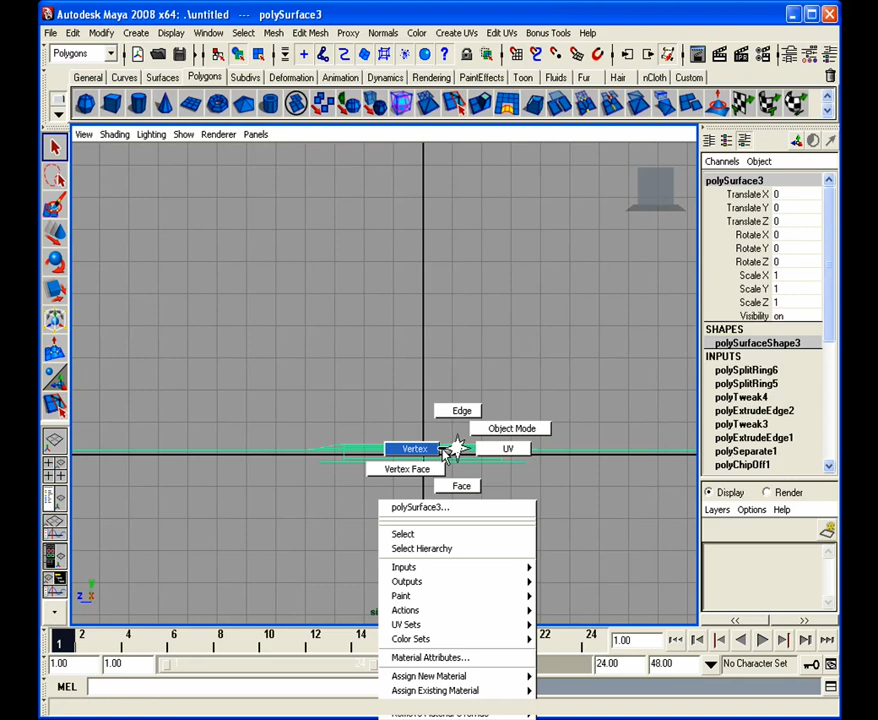 Autodesk Maya 2008 x64: .\untitled   ---   polySurface3
File Edit Modify Create Display Window Select Mesh Edit Mesh Proxy Normals Color Create UVs Edit UVs Bonus Tools Help
Polygons
General Curves Surfaces Polygons Subdivs Deformation Animation Dynamics Rendering PaintEffects Toon Fluids Fur Hair nCloth Custom
View Shading Lighting Show Renderer Panels
Channels Object
polySurface3
Translate X 0
Translate Y 0
Translate Z 0
Rotate X 0
Rotate Y 0
Rotate Z 0
Scale X 1
Scale Y 1
Scale Z 1
Visibility on
SHAPES
polySurfaceShape3
INPUTS
polySplitRing6
polySplitRing5
polyTweak4
polyExtrudeEdge2
polyTweak3
polyExtrudeEdge1
polySeparate1
polyChipOff1
Edge
Object Mode
Vertex
UV
Vertex Face
Face
polySurface3...
Select
Select Hierarchy
Inputs
Outputs
Paint
Actions
UV Sets
Color Sets
Material Attributes...
Assign New Material
Assign Existing Material
Display Render
Layers Options Help
y
z
1 2 4 6 8 10 12 14 22 24 1.00
1.00 1.00 24 24.00 48.00 No Character Set
MEL